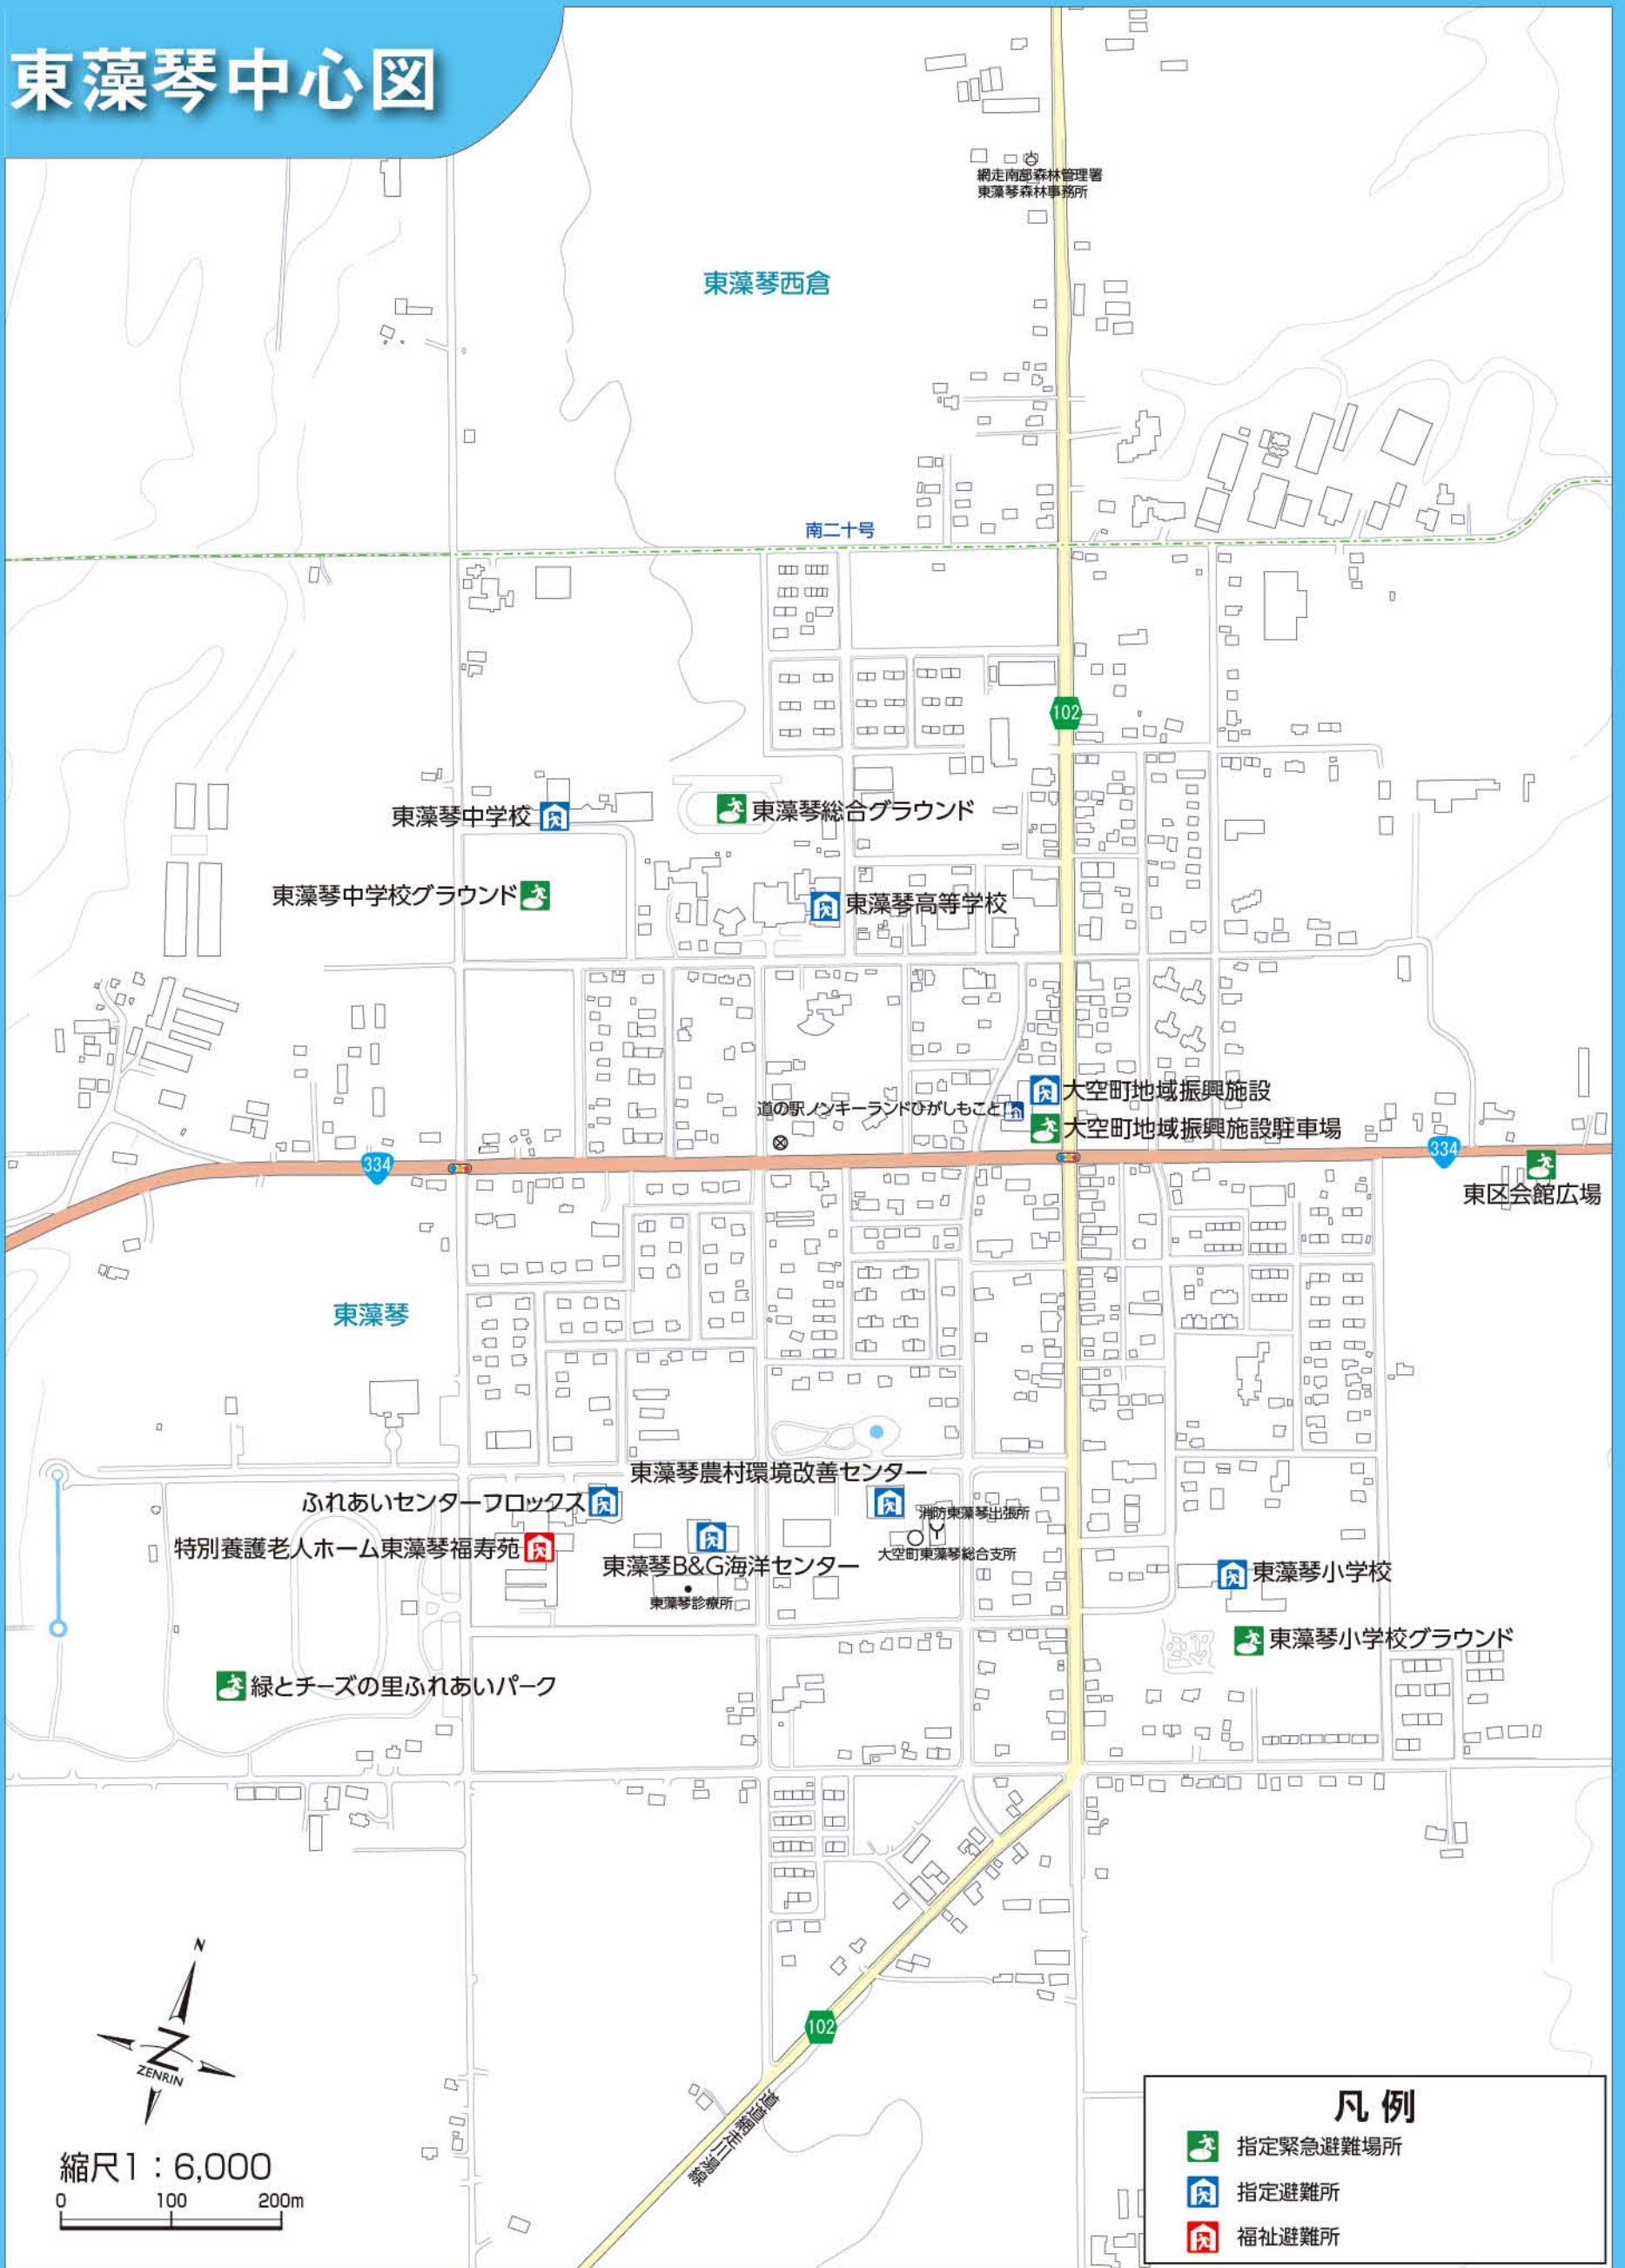 東藻琴中心図
網走南部森林管理署
東藻琴森林事務所
東藻琴西倉
南二十号
102
東藻琴中学校
東藻琴総合グラウンド
東藻琴中学校グラウンド
東藻琴高等学校
大空町地域振興施設
道の駅ノンキーランドひがしもこと
大空町地域振興施設駐車場
334
334
東区会館広場
東藻琴
東藻琴農村環境改善センター
ふれあいセンターフロックス
消防東藻琴出張所
特別養護老人ホーム東藻琴福寿苑
大空町東藻琴総合支所
東藻琴B&G海洋センター
東藻琴小学校
東藻琴診療所
東藻琴小学校グラウンド
緑とチーズの里ふれあいパーク
N
Z
ZENRIN
102
道道網走川湯線
縮尺1：6,000
0 100 200m
凡例
指定緊急避難場所
指定避難所
福祉避難所